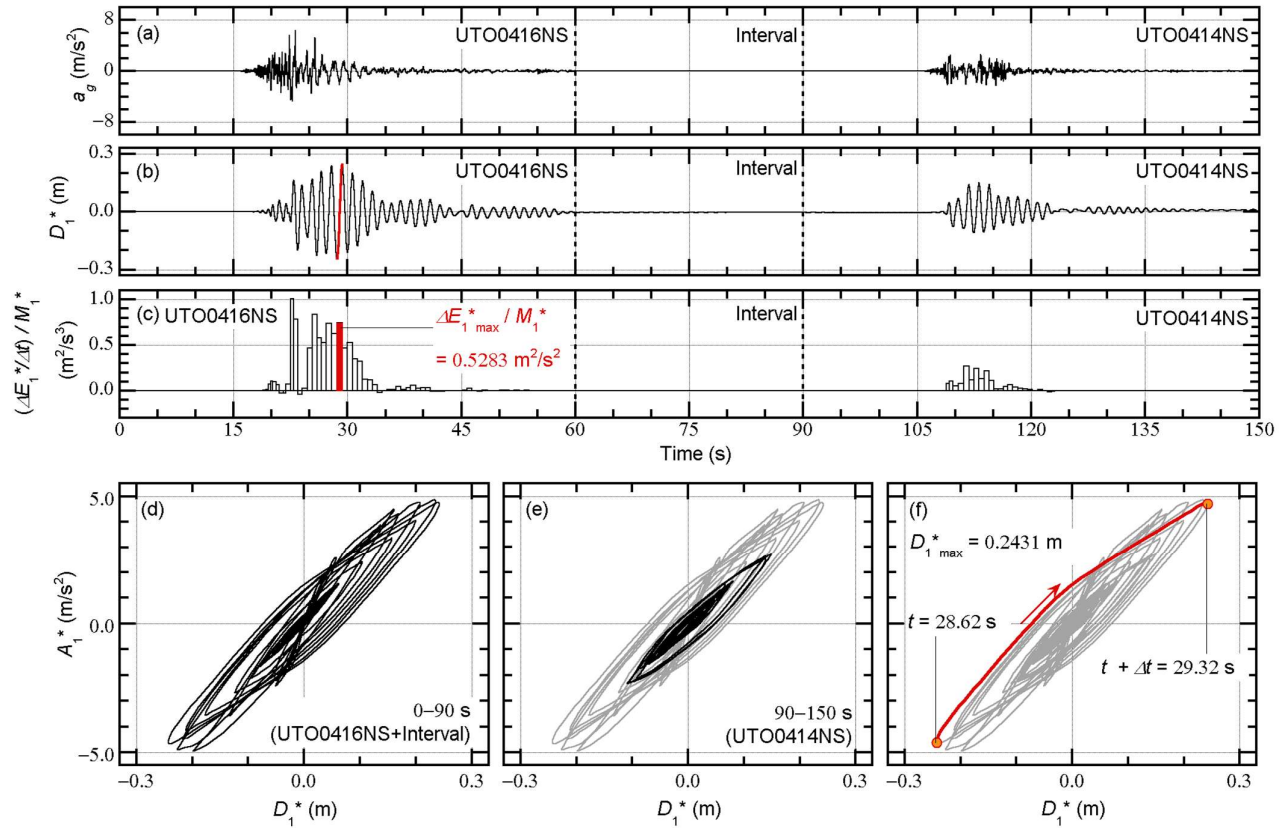 8
0
−8
a_g (m/s²)
(a)
UTO0416NS
Interval
UTO0414NS
0.3
0.0
−0.3
D₁* (m)
(b)
UTO0416NS
Interval
UTO0414NS
1.0
0.5
0.0
(ΔE₁*/Δt) / M₁*
(m²/s³)
(c)
UTO0416NS
ΔE₁*max / M₁*
= 0.5283 m²/s²
Interval
UTO0414NS
0 15 30 45 60 75 90 105 120 135 150
Time (s)
5.0
0.0
−5.0
A₁* (m/s²)
(d)
0−90 s
(UTO0416NS+Interval)
−0.3 0.0 0.3
D₁* (m)
(e)
90−150 s
(UTO0414NS)
−0.3 0.0 0.3
D₁* (m)
(f)
D₁*max = 0.2431 m
t = 28.62 s
t + Δt = 29.32 s
−0.3 0.0 0.3
D₁* (m)